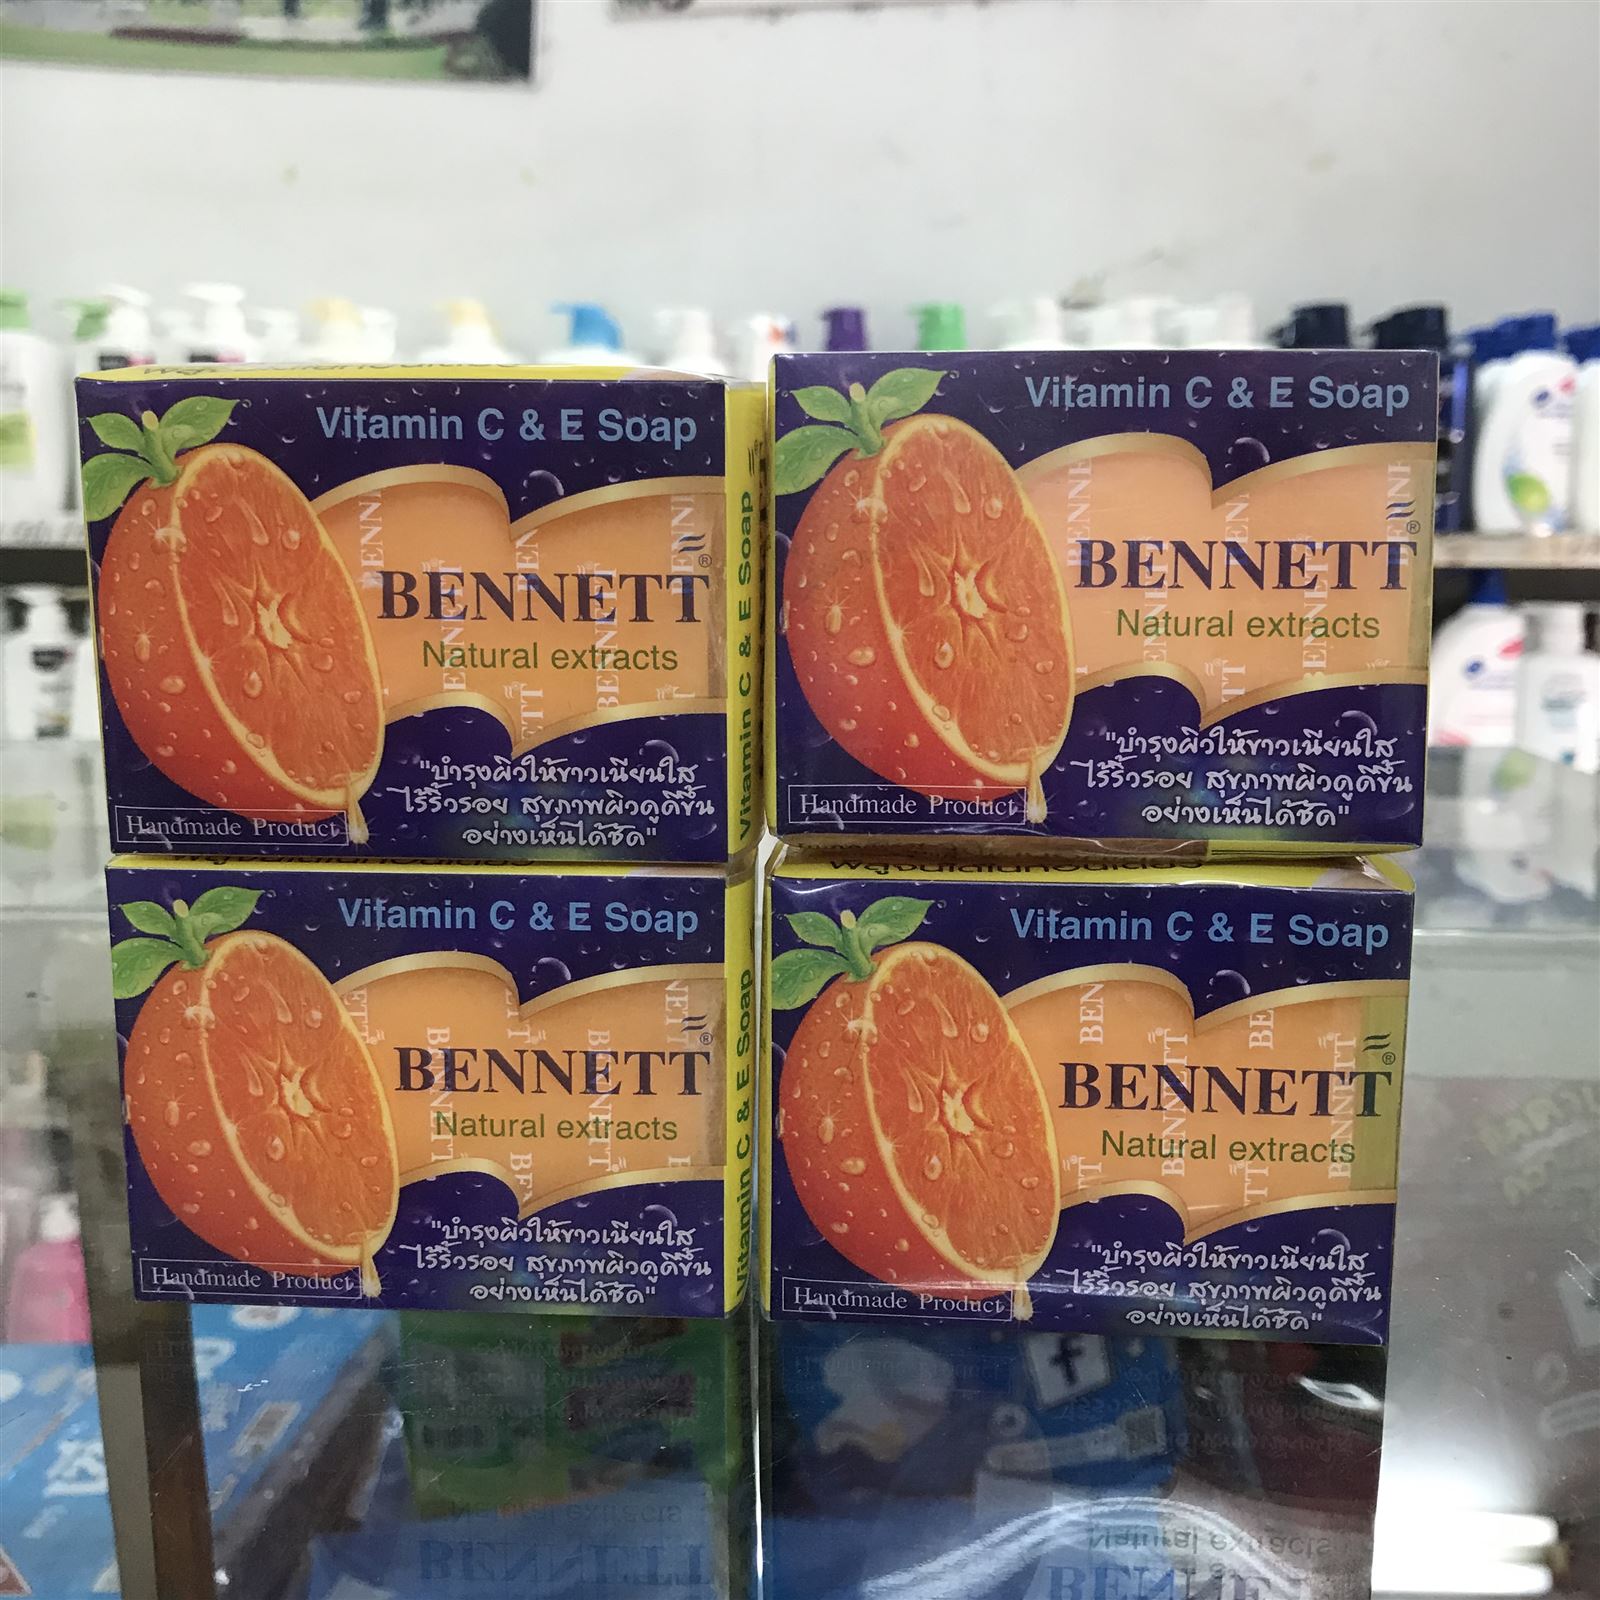 Vitamin C & E Soap
BENNETT
Natural extracts
"บำรุงผิวให้ขาวเนียนใส
ไร้ริ้วรอย สุขภาพผิวดูดีขึ้น
อย่างเห็นได้ชัด"
Handmade Product
Vitamin C & E Soap
Vitamin C & E Soap
BENNETT
Natural extracts
"บำรุงผิวให้ขาวเนียนใส
ไร้ริ้วรอย สุขภาพผิวดูดีขึ้น
อย่างเห็นได้ชัด"
Handmade Product
Vitamin C & E Soap
BENNETT
Natural extracts
"บำรุงผิวให้ขาวเนียนใส
ไร้ริ้วรอย สุขภาพผิวดูดีขึ้น
อย่างเห็นได้ชัด"
Handmade Product
Vitamin C & E Soap
Vitamin C & E Soap
BENNETT
Natural extracts
"บำรุงผิวให้ขาวเนียนใส
ไร้ริ้วรอย สุขภาพผิวดูดีขึ้น
อย่างเห็นได้ชัด"
Handmade Product